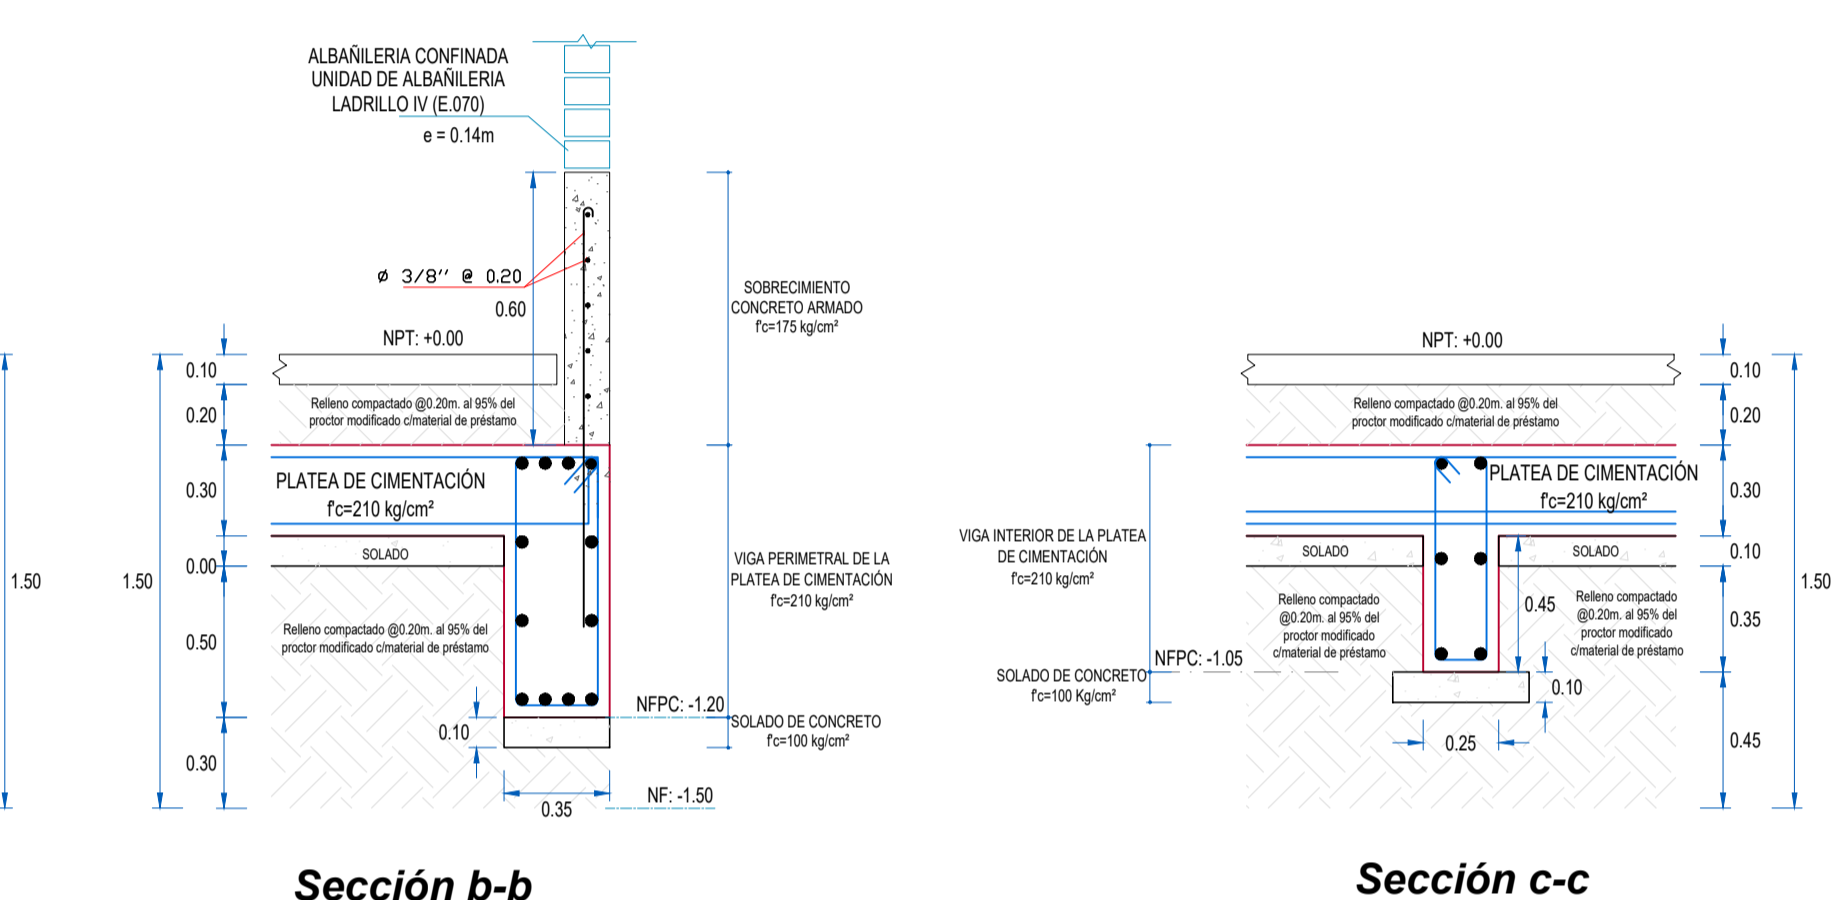 ALBAÑILERIA CONFINADA
UNIDAD DE ALBAÑILERIA
LADRILLO IV (E.070)
e = 0.14m
Ø 3/8'' @ 0.20
0.60
SOBRECIMIENTO
CONCRETO ARMADO
f'c=175 kg/cm²
NPT: +0.00
0.10
Relleno compactado @0.20m. al 95% del
proctor modificado c/material de préstamo
0.20
PLATEA DE CIMENTACIÓN
f'c=210 kg/cm²
0.30
SOLADO
0.00
1.50
1.50
VIGA PERIMETRAL DE LA
PLATEA DE CIMENTACIÓN
f'c=210 kg/cm²
Relleno compactado @0.20m. al 95% del
proctor modificado c/material de préstamo
0.50
NFPC: -1.20
0.10
SOLADO DE CONCRETO
f'c=100 kg/cm²
0.30
NF: -1.50
0.35
Sección b-b
NPT: +0.00
0.10
Relleno compactado @0.20m. al 95% del
proctor modificado c/material de préstamo
0.20
PLATEA DE CIMENTACIÓN
f'c=210 kg/cm²
0.30
VIGA INTERIOR DE LA PLATEA
DE CIMENTACIÓN
f'c=210 kg/cm²
SOLADO
SOLADO
0.10
1.50
Relleno compactado
@0.20m. al 95% del
proctor modificado
c/material de préstamo
0.45
Relleno compactado
@0.20m. al 95% del
proctor modificado
c/material de préstamo
0.35
NFPC: -1.05
SOLADO DE CONCRETO
f'c=100 Kg/cm²
0.10
0.25
0.45
Sección c-c